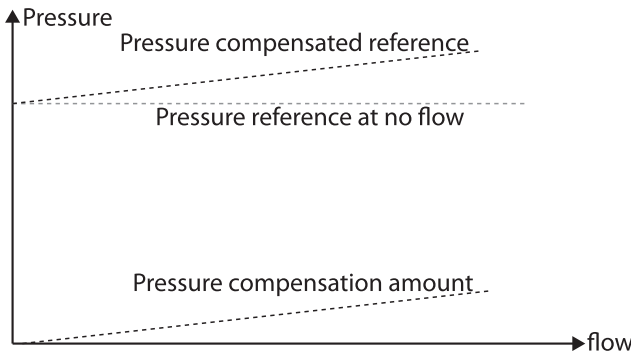 Pressure
Pressure compensated reference
Pressure reference at no flow
Pressure compensation amount
flow